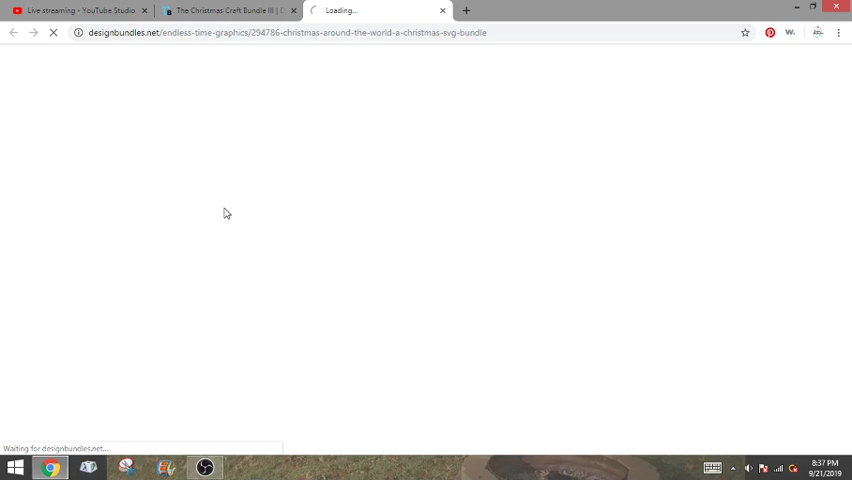 Live streaming - YouTube Studio
The Christmas Craft Bundle III | D
Loading...
designbundles.net/endless-time-graphics/294786-christmas-around-the-world-a-christmas-svg-bundle
Waiting for designbundles.net...
8:37 PM
9/21/2019